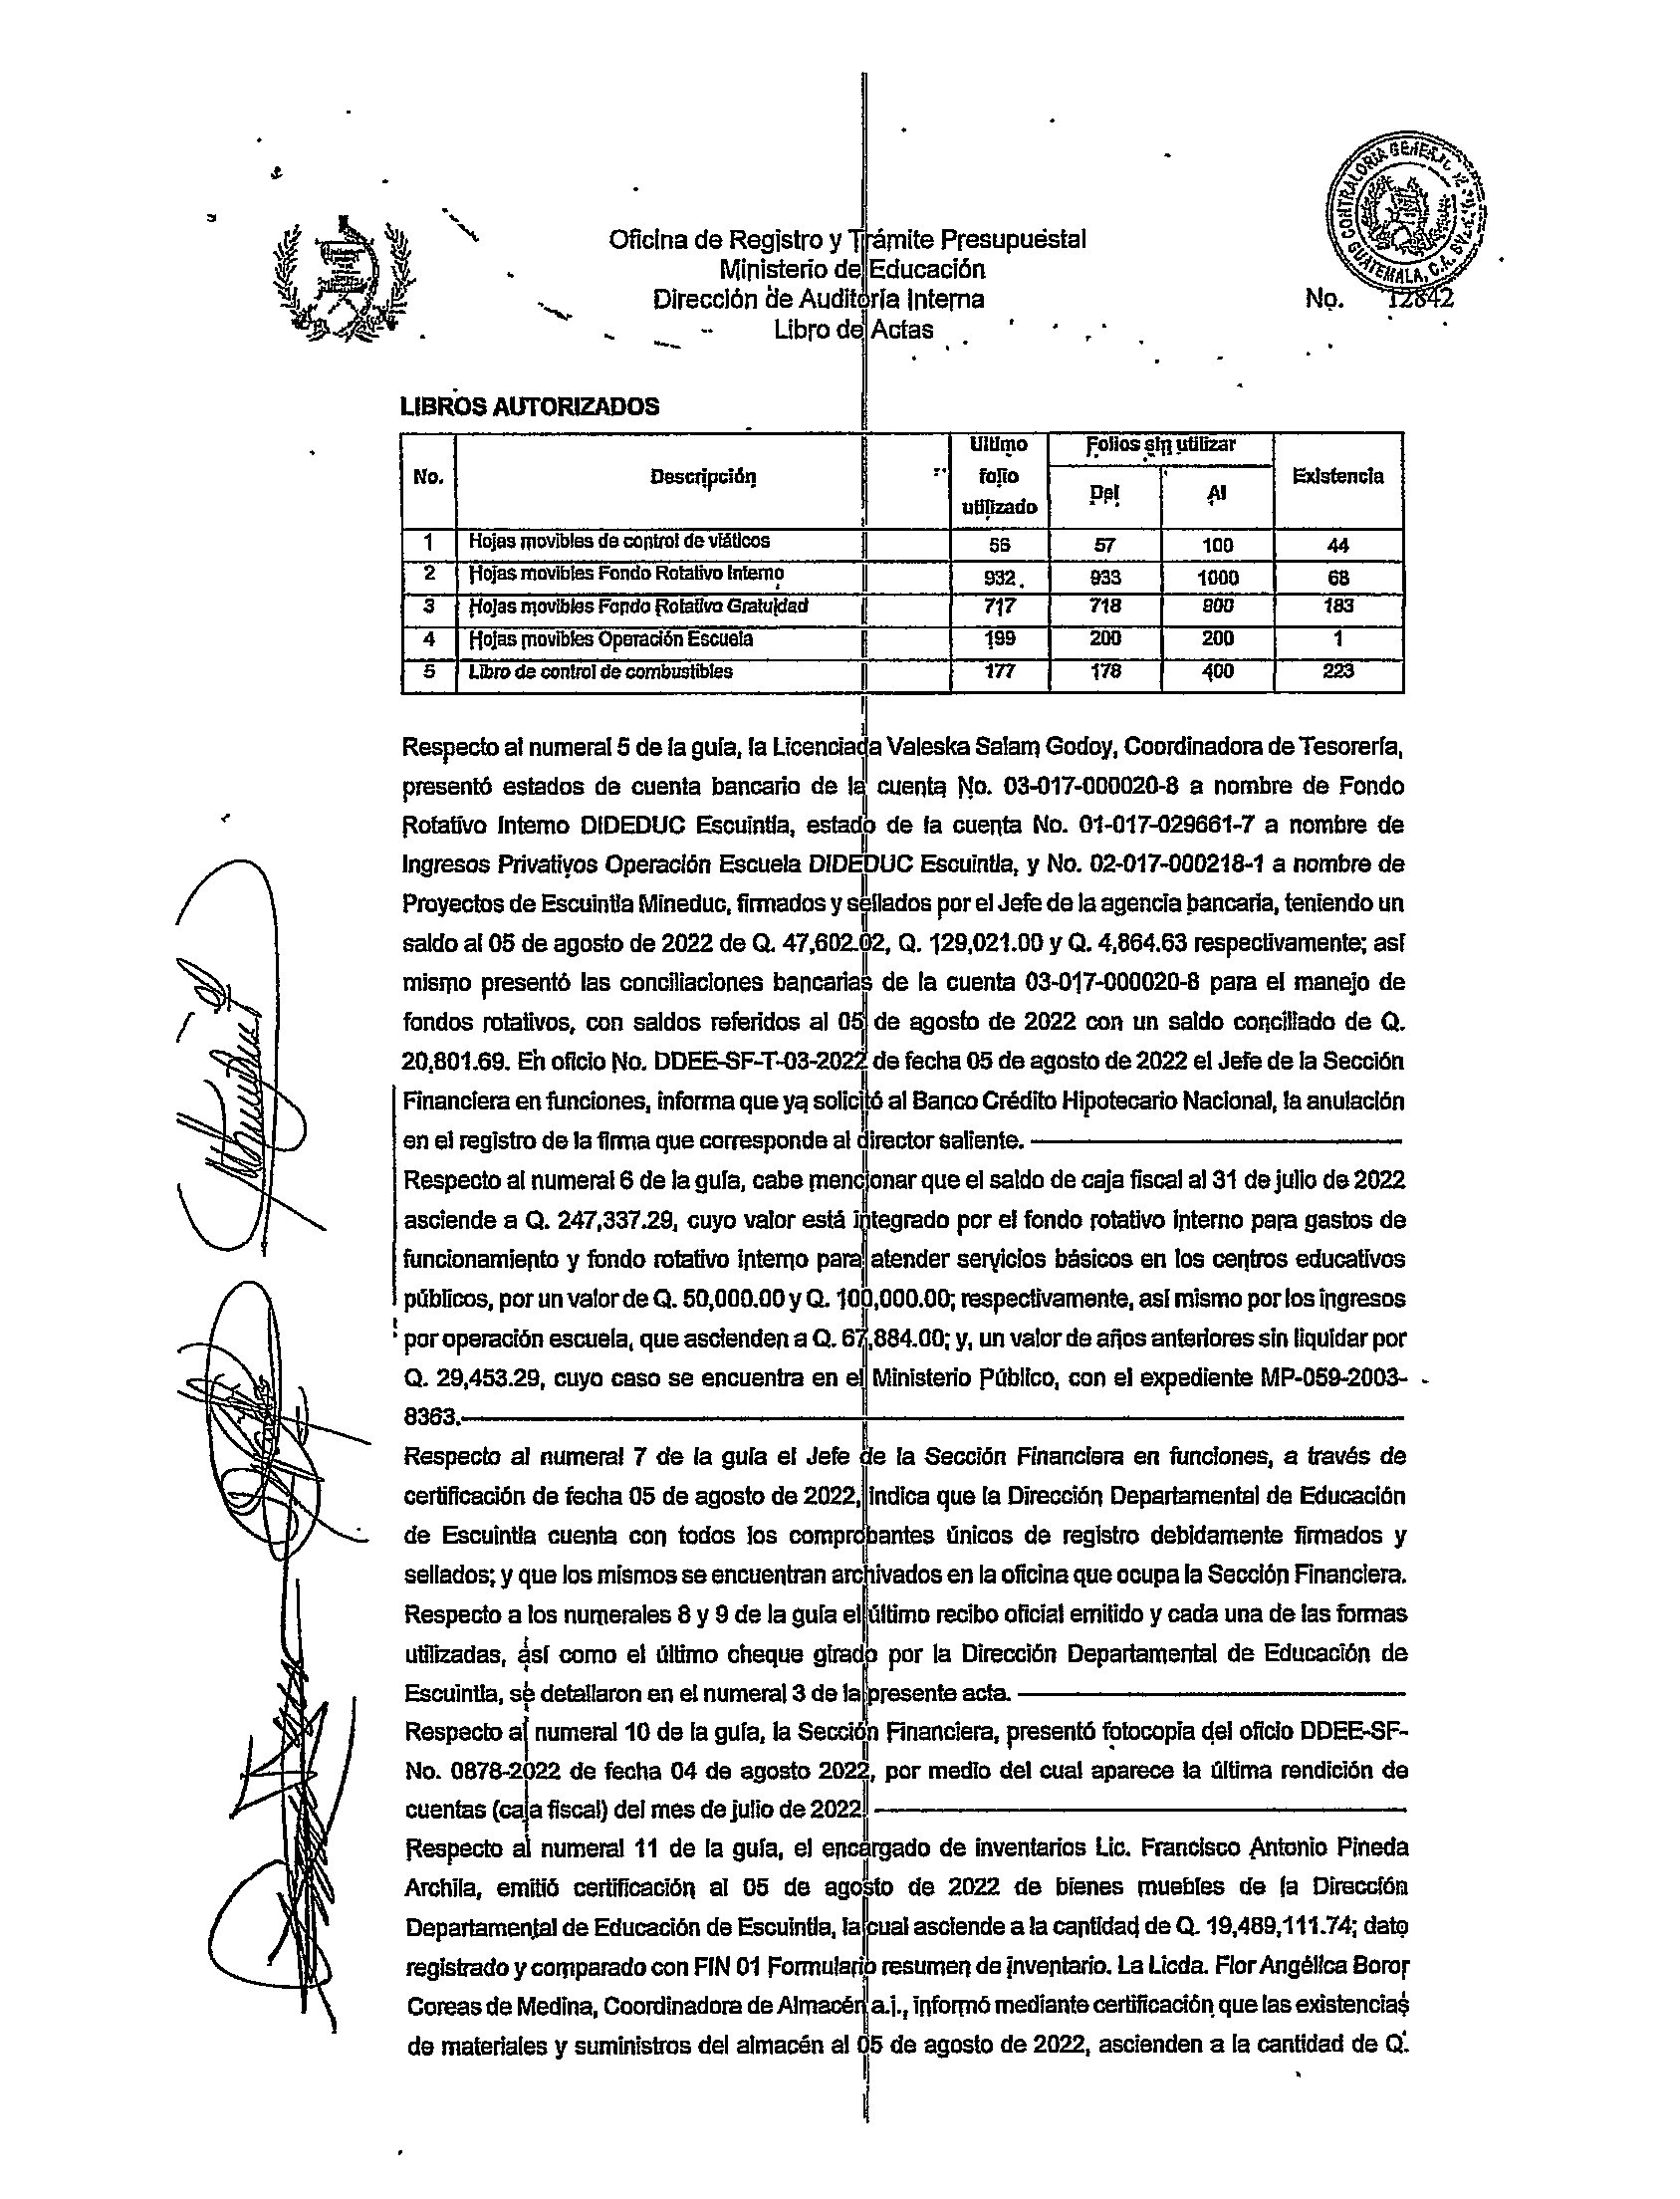 Oficina de Registro y Trámite Presupuestal
Ministerio de Educación
Dirección de Auditoría Interna
Libro de Actas
CONTRALORIA GENERAL
GUATEMALA, C.A.
No. 12842
LIBROS AUTORIZADOS
No. Descripción Ultimo folio utilizado Folios sin utilizar Del Al Existencia
1 Hojas movibles de control de viáticos 56 57 100 44
2 Hojas movibles Fondo Rotativo Interno 932 933 1000 68
3 Hojas movibles Fondo Rotativo Gratuidad 717 718 900 183
4 Hojas movibles Operación Escuela 199 200 200 1
5 Libro de control de combustibles 177 178 400 223
Respecto al numeral 5 de la guía, la Licenciada Valeska Salam Godoy, Coordinadora de Tesorería,
presentó estados de cuenta bancario de la cuenta No. 03-017-000020-8 a nombre de Fondo
Rotativo Interno DIDEDUC Escuintla, estado de la cuenta No. 01-017-029661-7 a nombre de
Ingresos Privativos Operación Escuela DIDEDUC Escuintla, y No. 02-017-000218-1 a nombre de
Proyectos de Escuintla Mineduc, firmados y sellados por el Jefe de la agencia bancaria, teniendo un
saldo al 05 de agosto de 2022 de Q. 47,602.02, Q. 129,021.00 y Q. 4,864.63 respectivamente; así
mismo presentó las conciliaciones bancarias de la cuenta 03-017-000020-8 para el manejo de
fondos rotativos, con saldos referidos al 05 de agosto de 2022 con un saldo conciliado de Q.
20,801.69. En oficio No. DDEE-SF-T-03-2022 de fecha 05 de agosto de 2022 el Jefe de la Sección
Financiera en funciones, informa que ya solicitó al Banco Crédito Hipotecario Nacional, la anulación
en el registro de la firma que corresponde al director saliente.
Respecto al numeral 6 de la guía, cabe mencionar que el saldo de caja fiscal al 31 de julio de 2022
asciende a Q. 247,337.29, cuyo valor está integrado por el fondo rotativo interno para gastos de
funcionamiento y fondo rotativo interno para atender servicios básicos en los centros educativos
públicos, por un valor de Q. 50,000.00 y Q. 100,000.00; respectivamente, así mismo por los ingresos
por operación escuela, que ascienden a Q. 67,884.00; y, un valor de años anteriores sin liquidar por
Q. 29,453.29, cuyo caso se encuentra en el Ministerio Público, con el expediente MP-059-2003-
8363.
Respecto al numeral 7 de la guía el Jefe de la Sección Financiera en funciones, a través de
certificación de fecha 05 de agosto de 2022, indica que la Dirección Departamental de Educación
de Escuintla cuenta con todos los comprobantes únicos de registro debidamente firmados y
sellados; y que los mismos se encuentran archivados en la oficina que ocupa la Sección Financiera.
Respecto a los numerales 8 y 9 de la guía el último recibo oficial emitido y cada una de las formas
utilizadas, así como el último cheque girado por la Dirección Departamental de Educación de
Escuintla, se detallaron en el numeral 3 de la presente acta.
Respecto al numeral 10 de la guía, la Sección Financiera, presentó fotocopia del oficio DDEE-SF-
No. 0878-2022 de fecha 04 de agosto 2022, por medio del cual aparece la última rendición de
cuentas (caja fiscal) del mes de julio de 2022
Respecto al numeral 11 de la guía, el encargado de inventarios Lic. Francisco Antonio Pineda
Archila, emitió certificación al 05 de agosto de 2022 de bienes muebles de la Dirección
Departamental de Educación de Escuintla, la cual asciende a la cantidad de Q. 19,489,111.74; dato
registrado y comparado con FIN 01 Formulario resumen de inventario. La Licda. Flor Angélica Boror
Coreas de Medina, Coordinadora de Almacén a.i., informó mediante certificación que las existencias
de materiales y suministros del almacén al 05 de agosto de 2022, ascienden a la cantidad de Q.